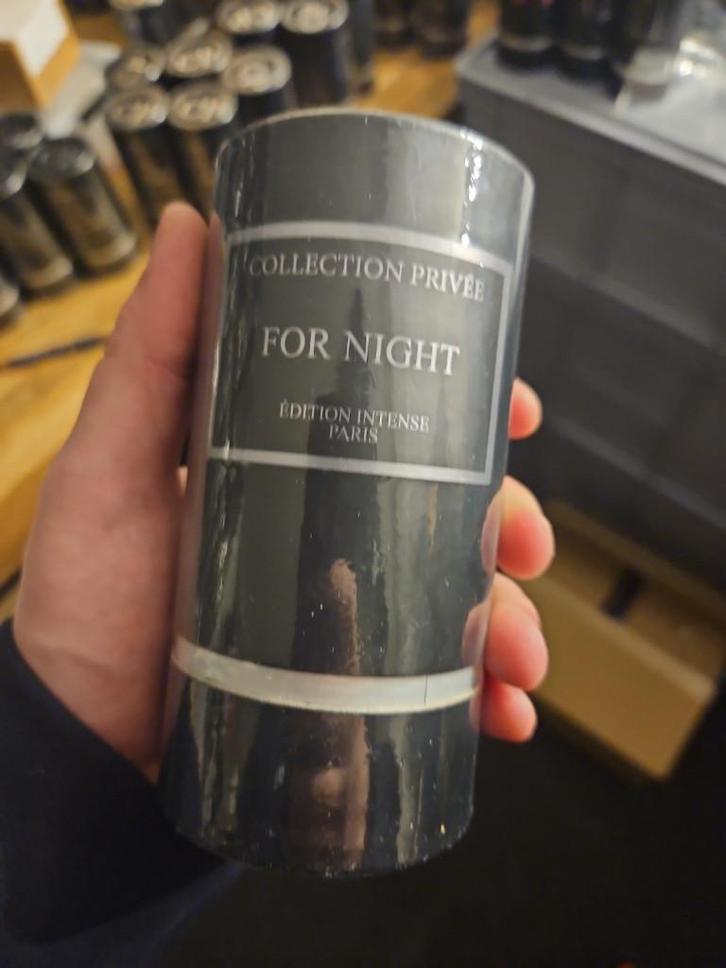 COLLECTION PRIVÉE
FOR NIGHT
ÉDITION INTENSE
PARIS